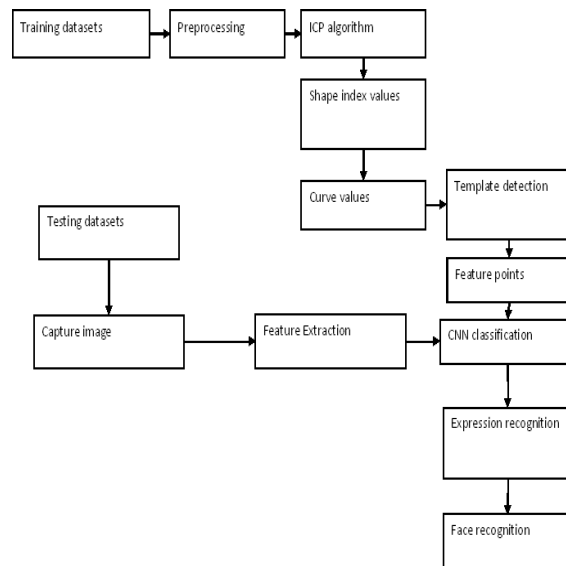 Training datasets
Preprocessing
ICP algorithm
Shape index values
Curve values
Template detection
Testing datasets
Feature points
Capture image
Feature Extraction
CNN classification
Expression recognition
Face recognition